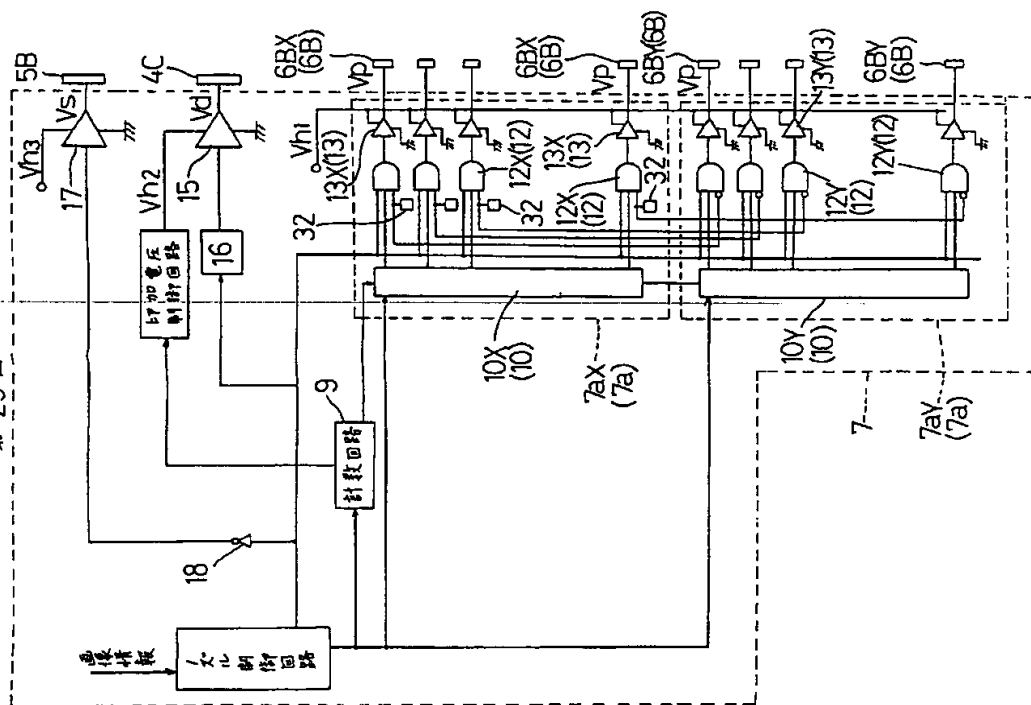 画像
情報
ノズル
制御回路
18
計数回路
9
印加電圧
制御回路
16
17
15
Vh3
Vh2
Vs
Vd
5B
4C
Vh1
Vp
6BX
(6B)
13X(13)
12X(12)
32
32
12X
(12)
13X
(13)
32
Vp
6BX
(6B)
6BY(6B)
Vp
13Y(13)
12Y
(12)
12Y(12)
6BY
(6B)
10X
(10)
7aX
(7a)
10Y
(10)
7
7aY
(7a)